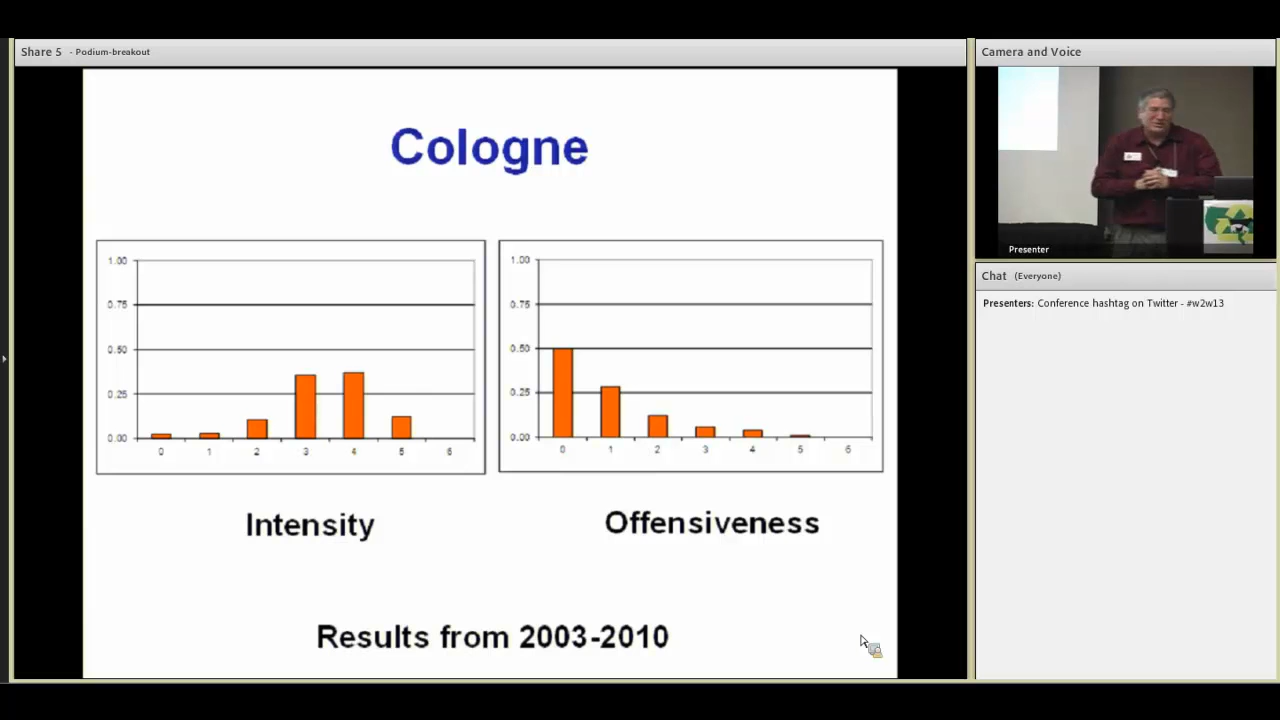 Share 5 - Podium-breakout
Cologne
1.00
0.75
0.50
0.25
0.00
0 1 2 3 4 5 6
Intensity
1.00
0.75
0.50
0.25
0.00
0 1 2 3 4 5 6
Offensiveness
Results from 2003-2010
Camera and Voice
Presenter
Chat (Everyone)
Presenters: Conference hashtag on Twitter - #w2w13